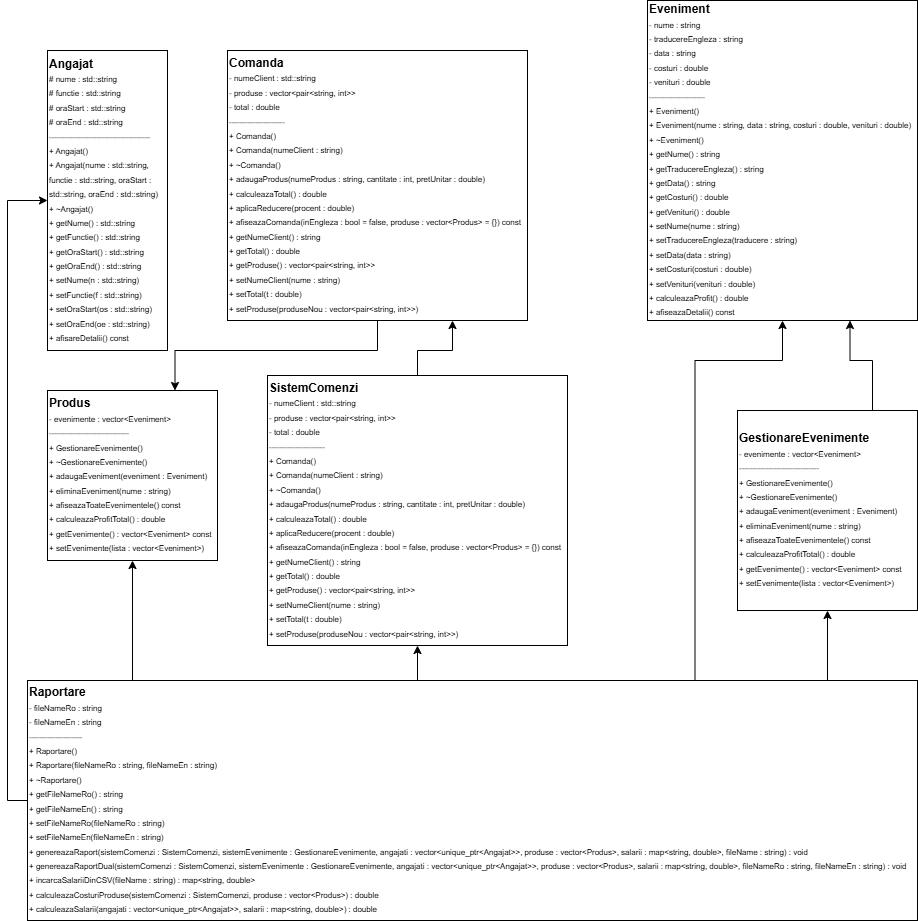 Angajat
# nume : std::string
# functie : std::string
# oraStart : std::string
# oraEnd : std::string
+ Angajat()
+ Angajat(nume : std::string,
functie : std::string, oraStart :
std::string, oraEnd : std::string)
+ ~Angajat()
+ getNume() : std::string
+ getFunctie() : std::string
+ getOraStart() : std::string
+ getOraEnd() : std::string
+ setNume(n : std::string)
+ setFunctie(f : std::string)
+ setOraStart(os : std::string)
+ setOraEnd(oe : std::string)
+ afisareDetalii() const
Comanda
- numeClient : std::string
- produse : vector<pair<string, int>>
- total : double
+ Comanda()
+ Comanda(numeClient : string)
+ ~Comanda()
+ adaugaProdus(numeProdus : string, cantitate : int, pretUnitar : double)
+ calculeazaTotal() : double
+ aplicaReducere(procent : double)
+ afiseazaComanda(inEngleza : bool = false, produse : vector<Produs> = {}) const
+ getNumeClient() : string
+ getTotal() : double
+ getProduse() : vector<pair<string, int>>
+ setNumeClient(nume : string)
+ setTotal(t : double)
+ setProduse(produseNou : vector<pair<string, int>>)
Eveniment
- nume : string
- traducereEngleza : string
- data : string
- costuri : double
- venituri : double
+ Eveniment()
+ Eveniment(nume : string, data : string, costuri : double, venituri : double)
+ ~Eveniment()
+ getNume() : string
+ getTraducereEngleza() : string
+ getData() : string
+ getCosturi() : double
+ getVenituri() : double
+ setNume(nume : string)
+ setTraducereEngleza(traducere : string)
+ setData(data : string)
+ setCosturi(costuri : double)
+ setVenituri(venituri : double)
+ calculeazaProfit() : double
+ afiseazaDetalii() const
Produs
- evenimente : vector<Eveniment>
+ GestionareEvenimente()
+ ~GestionareEvenimente()
+ adaugaEveniment(eveniment : Eveniment)
+ eliminaEveniment(nume : string)
+ afiseazaToateEvenimentele() const
+ calculeazaProfitTotal() : double
+ getEvenimente() : vector<Eveniment> const
+ setEvenimente(lista : vector<Eveniment>)
SistemComenzi
- numeClient : std::string
- produse : vector<pair<string, int>>
- total : double
+ Comanda()
+ Comanda(numeClient : string)
+ ~Comanda()
+ adaugaProdus(numeProdus : string, cantitate : int, pretUnitar : double)
+ calculeazaTotal() : double
+ aplicaReducere(procent : double)
+ afiseazaComanda(inEngleza : bool = false, produse : vector<Produs> = {}) const
+ getNumeClient() : string
+ getTotal() : double
+ getProduse() : vector<pair<string, int>>
+ setNumeClient(nume : string)
+ setTotal(t : double)
+ setProduse(produseNou : vector<pair<string, int>>)
GestionareEvenimente
- evenimente : vector<Eveniment>
+ GestionareEvenimente()
+ ~GestionareEvenimente()
+ adaugaEveniment(eveniment : Eveniment)
+ eliminaEveniment(nume : string)
+ afiseazaToateEvenimentele() const
+ calculeazaProfitTotal() : double
+ getEvenimente() : vector<Eveniment> const
+ setEvenimente(lista : vector<Eveniment>)
Raportare
- fileNameRo : string
- fileNameEn : string
+ Raportare()
+ Raportare(fileNameRo : string, fileNameEn : string)
+ ~Raportare()
+ getFileNameRo() : string
+ getFileNameEn() : string
+ setFileNameRo(fileNameRo : string)
+ setFileNameEn(fileNameEn : string)
+ genereazaRaport(sistemComenzi : SistemComenzi, sistemEvenimente : GestionareEvenimente, angajati : vector<unique_ptr<Angajat>>, produse : vector<Produs>, salarii : map<string, double>, fileName : string) : void
+ genereazaRaportDual(sistemComenzi : SistemComenzi, sistemEvenimente : GestionareEvenimente, angajati : vector<unique_ptr<Angajat>>, produse : vector<Produs>, salarii : map<string, double>, fileNameRo : string, fileNameEn : string) : void
+ incarcaSalariiDinCSV(fileName : string) : map<string, double>
+ calculeazaCosturiProduse(sistemComenzi : SistemComenzi, produse : vector<Produs>) : double
+ calculeazaSalarii(angajati : vector<unique_ptr<Angajat>>, salarii : map<string, double>) : double